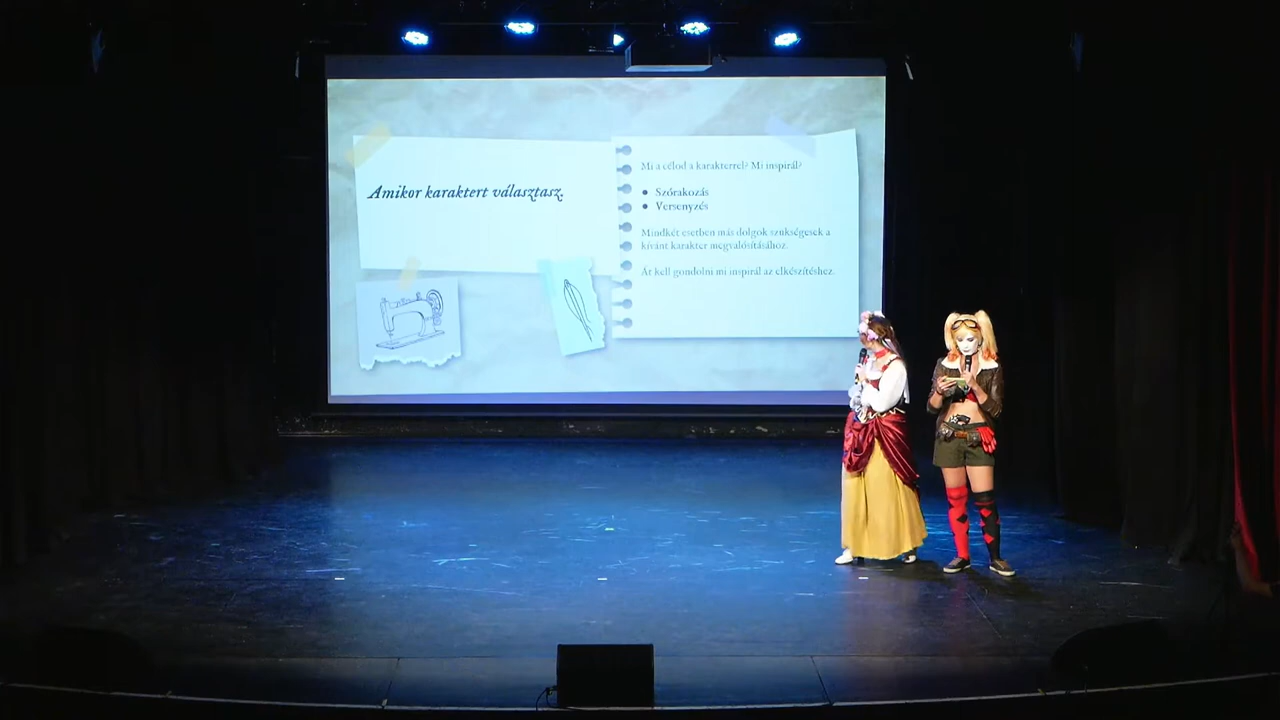 Amikor karaktert választasz.
Mi a célod a karakterrel? Mi inspirál?
Szórakozás
Versenyzés
Mindkét esetben más dolgok szükségesek a
kívánt karakter megvalósításához.
Át kell gondolni mi inspirál az elkészítéshez.